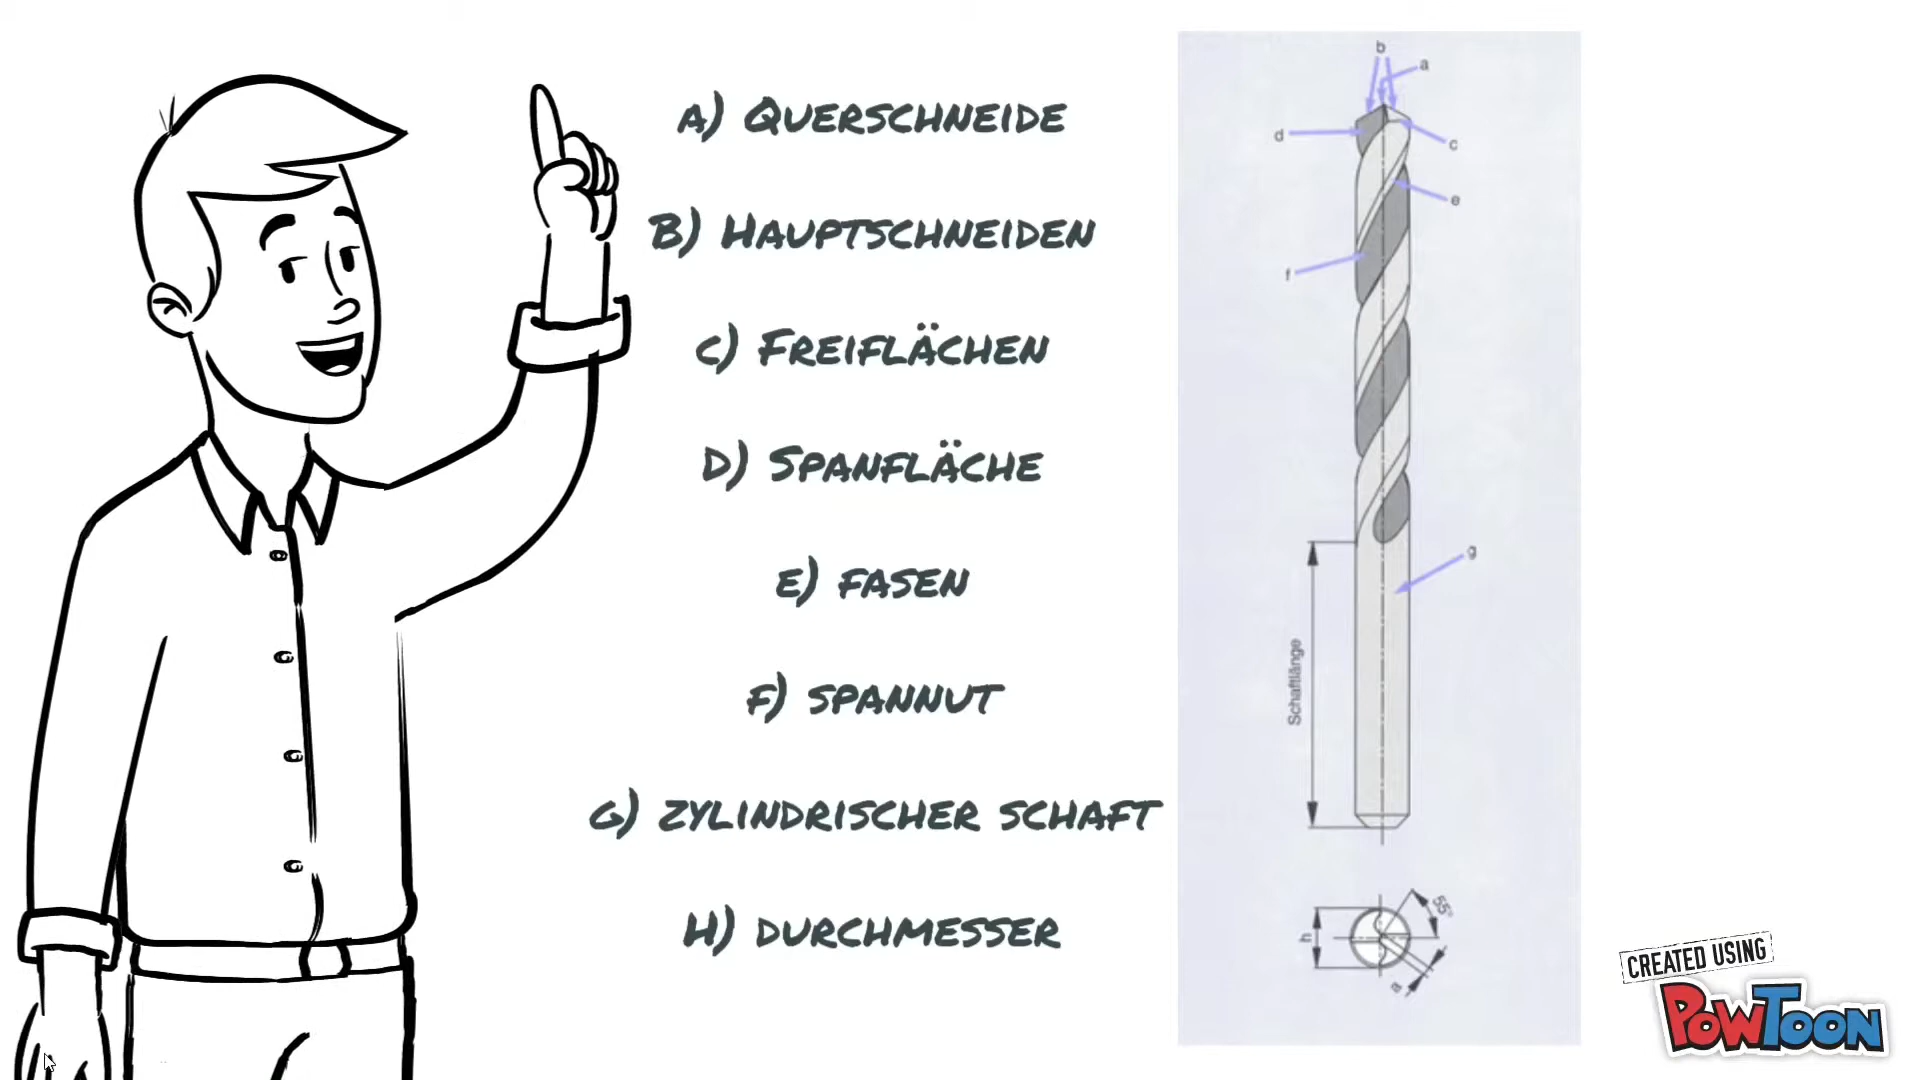 A) QUERSCHNEIDE
B) HAUPTSCHNEIDEN
C) FREIFLÄCHEN
D) SPANFLÄCHE
E) FASEN
F) SPANNUT
G) ZYLINDRISCHER SCHAFT
H) DURCHMESSER
b
a
d
c
e
f
g
Schaftlänge
55°
h
a
CREATED USING
POWTOON